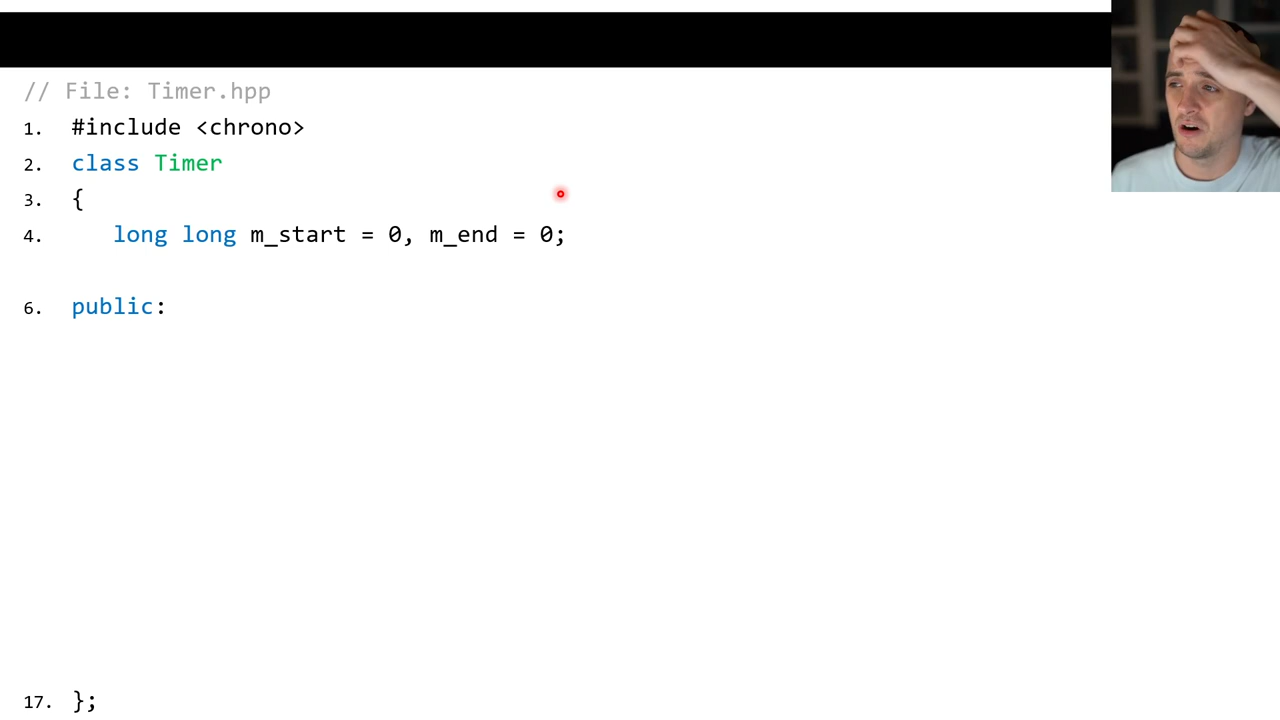 // File: Timer.hpp
1. #include <chrono>
2. class Timer
3. {
4. long long m_start = 0, m_end = 0;
6. public:
17. };